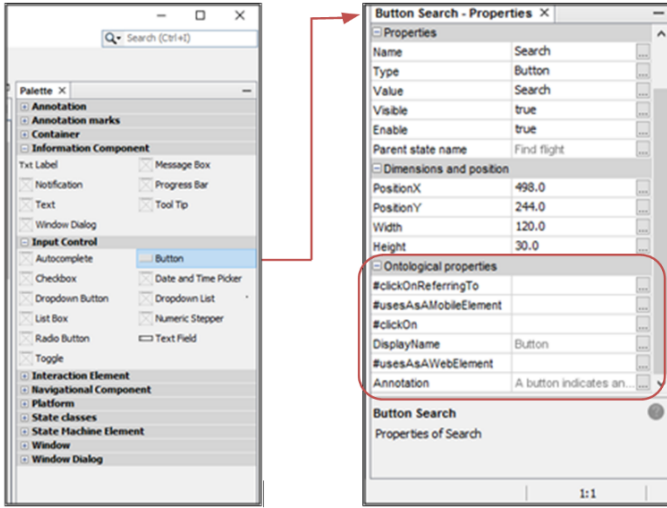 Search (Ctrl+I)
Palette
Annotation
Annotation marks
Container
Information Component
Txt Label Message Box
Notification Progress Bar
Text Tool Tip
Window Dialog
Input Control
Autocomplete Button
Checkbox Date and Time Picker
Dropdown Button Dropdown List
List Box Numeric Stepper
Radio Button Text Field
Toggle
Interaction Element
Navigational Component
Platform
State classes
State Machine Element
Window
Window Dialog
Button Search - Properties
Properties
Name Search
Type Button
Value Search
Visible true
Enable true
Parent state name Find flight
Dimensions and position
PositionX 498.0
PositionY 244.0
Width 120.0
Height 30.0
Ontological properties
#clickOnReferringTo
#usesAsAMobileElement
#clickOn
DisplayName Button
#usesAsAWebElement
Annotation A button indicates an...
Button Search
Properties of Search
1:1